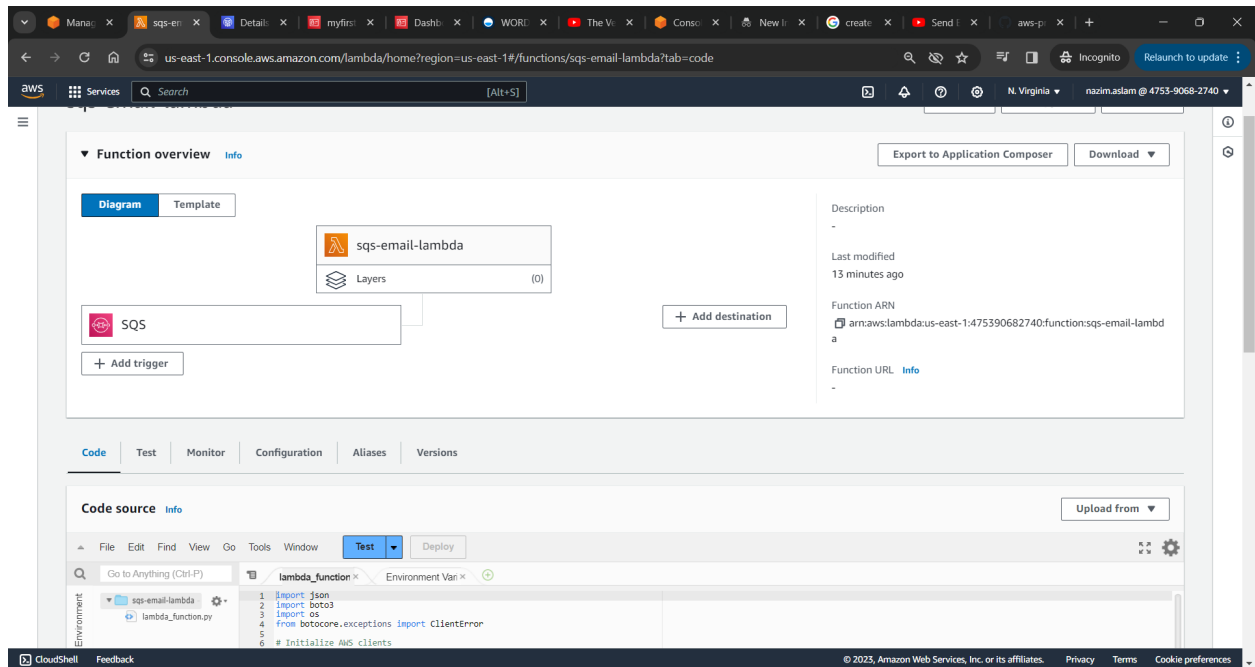 Manag
sqs-en
Details
myfirst
Dashb
WORD
The Ve
Conso
New In
create
Send E
aws-p
us-east-1.console.aws.amazon.com/lambda/home?region=us-east-1#/functions/sqs-email-lambda?tab=code
Incognito
Relaunch to update
aws
Services
Search
[Alt+S]
N. Virginia
nazim.aslam @ 4753-9068-2740
Function overview Info
Export to Application Composer
Download
Diagram
Template
sqs-email-lambda
Layers
(0)
SQS
+ Add trigger
+ Add destination
Description
-
Last modified
13 minutes ago
Function ARN
arn:aws:lambda:us-east-1:475390682740:function:sqs-email-lambd
a
Function URL Info
-
Code
Test
Monitor
Configuration
Aliases
Versions
Code source Info
Upload from
File Edit Find View Go Tools Window
Test
Deploy
Go to Anything (Ctrl-P)
lambda_function
Environment Vari
Environment
sqs-email-lambda
lambda_function.py
1 import json
2 import boto3
3 import os
4 from botocore.exceptions import ClientError
5
6 # Initialize AWS clients
CloudShell
Feedback
© 2023, Amazon Web Services, Inc. or its affiliates.
Privacy
Terms
Cookie preferences